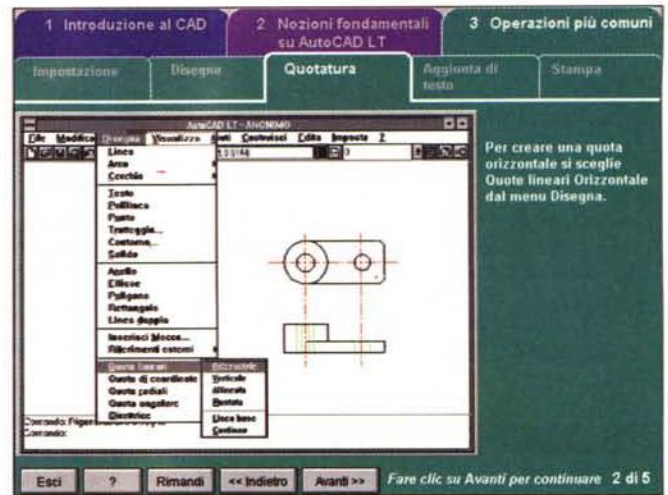 1 Introduzione al CAD
2 Nozioni fondamentali
su AutoCAD LT
3 Operazioni più comuni
Impostazione
Disegno
Quotatura
Aggiunta di
testo
Stampa
AutoCAD LT - ANONIMO
File Modifica Disegna Visualizza Aiuti Costruisci Edita Imposta ?
Linea
Arco
Cerchio
Testo
Polilinea
Punto
Tratteggio...
Contorno...
Solido
Anello
Ellisse
Poligono
Rettangolo
Linea doppia
Inserisci blocco...
Riferimenti esterni
Quote lineari
Quote di coordinate
Quote radiali
Quota angolare
Direttrice
Orizzontale
Verticale
Allineata
Ruotata
Linea base
Continua
Comando:
Comando:
Per creare una quota
orizzontale si sceglie
Quote lineari Orizzontale
dal menu Disegna.
Esci ? Rimandi << Indietro Avanti >> Fare clic su Avanti per continuare 2 di 5